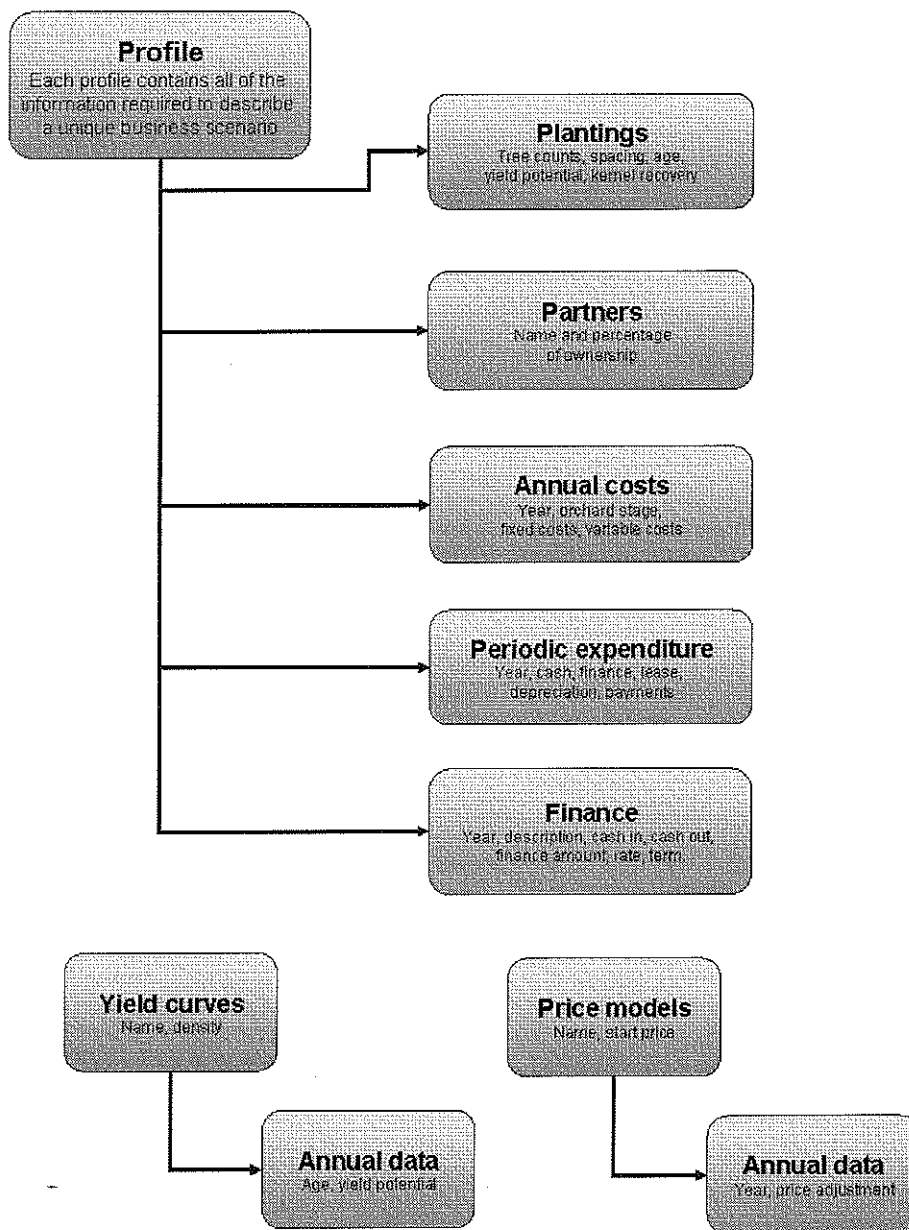 Profile
Each profile contains all of the
information required to describe
a unique business scenario
Plantings
Tree counts, spacing, age,
yield potential, kernel recovery
Partners
Name and percentage
of ownership
Annual costs
Year, orchard stage,
fixed costs, variable costs
Periodic expenditure
Year, cash, finance, lease,
depreciation, payments
Finance
Year, description, cash in, cash out,
finance amount, rate, term
Yield curves
Name, density
Annual data
Age, yield potential
Price models
Name, start price
Annual data
Year, price adjustment